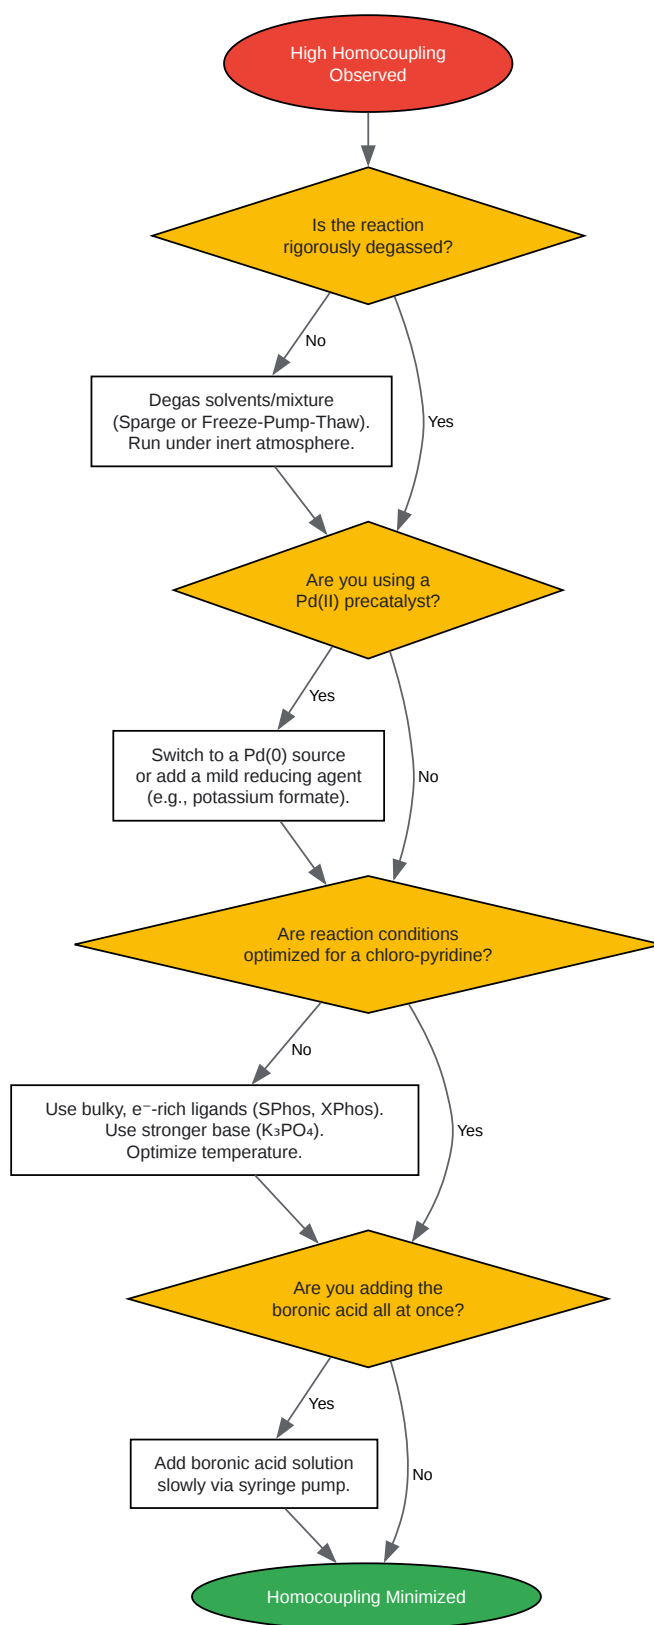 High Homocoupling
Observed
Is the reaction
rigorously degassed?
No
Degas solvents/mixture
(Sparge or Freeze-Pump-Thaw).
Run under inert atmosphere.
Yes
Are you using a
Pd(II) precatalyst?
Yes
Switch to a Pd(0) source
or add a mild reducing agent
(e.g., potassium formate).
No
Are reaction conditions
optimized for a chloro-pyridine?
No
Use bulky, e⁻-rich ligands (SPhos, XPhos).
Use stronger base (K₃PO₄).
Optimize temperature.
Yes
Are you adding the
boronic acid all at once?
Yes
Add boronic acid solution
slowly via syringe pump.
No
Homocoupling Minimized